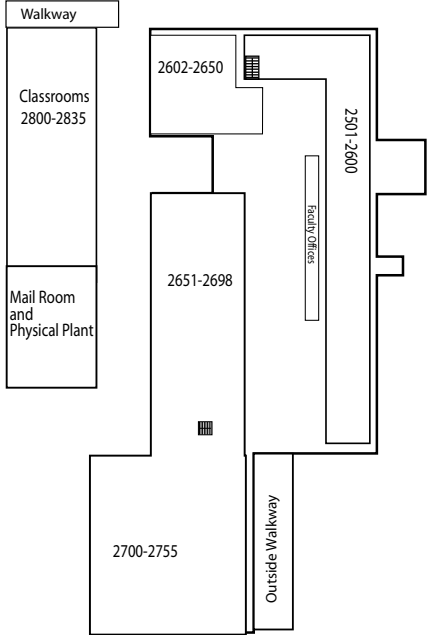 Walkway
Classrooms
2800-2835
Mail Room
and
Physical Plant
2602-2650
2501-2600
Faculty Offices
2651-2698
2700-2755
Outside Walkway